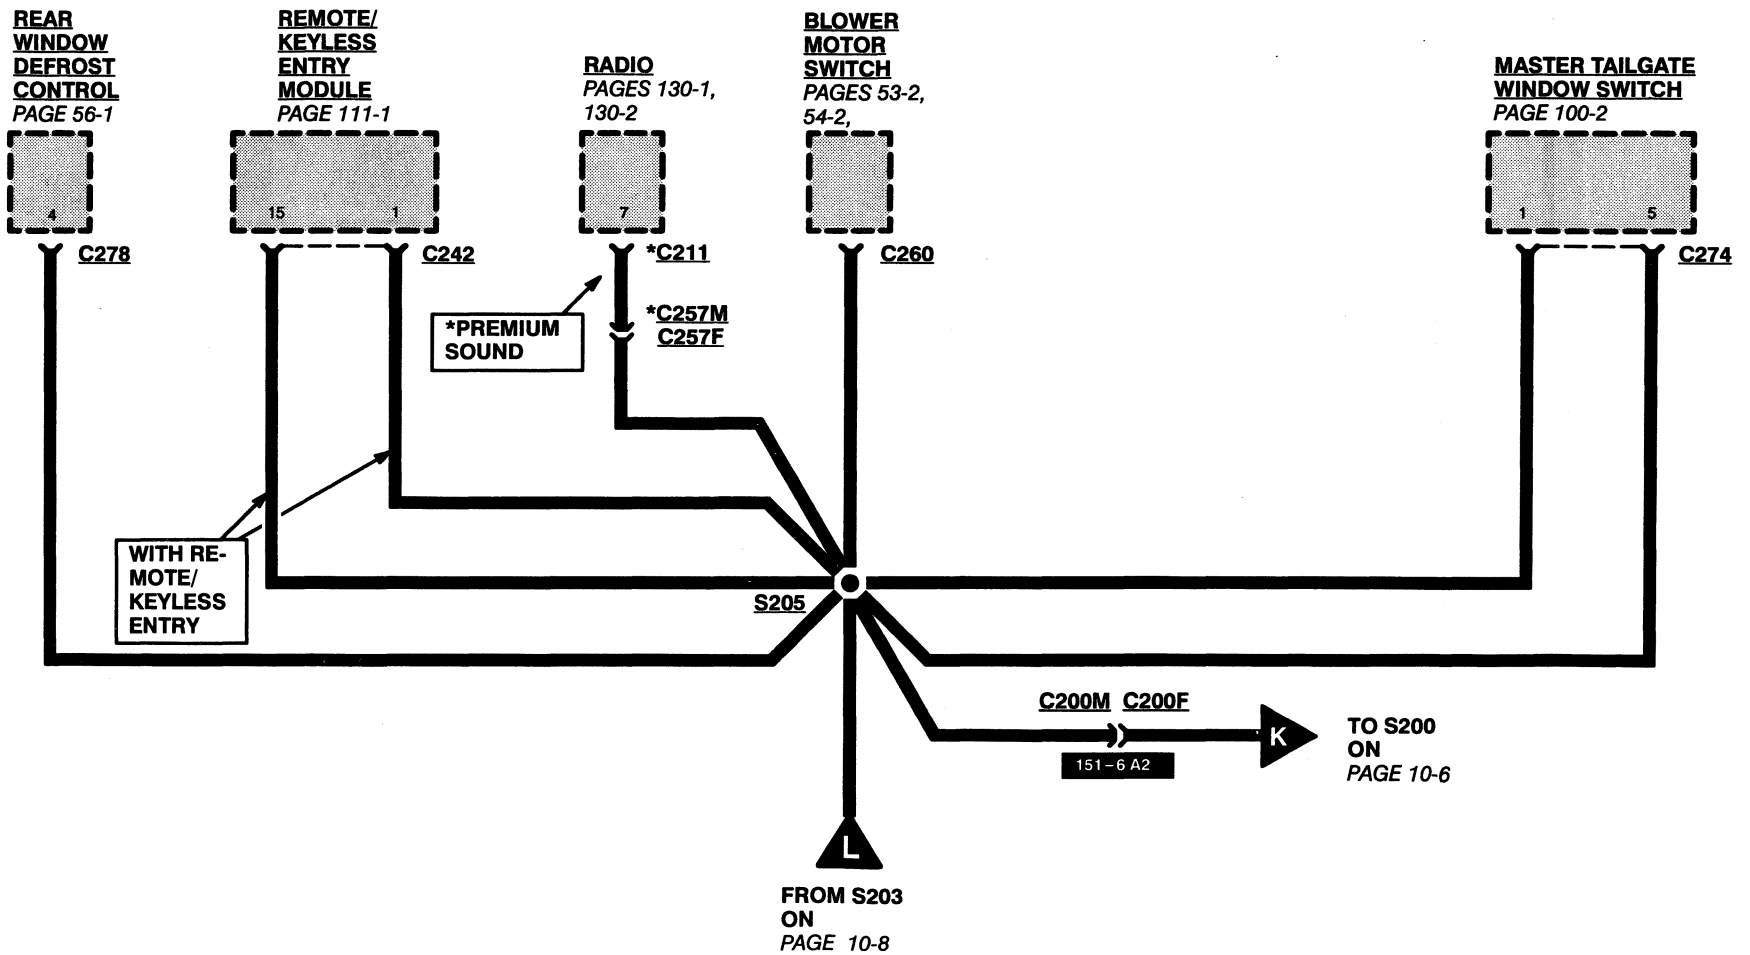 REAR
WINDOW
DEFROST
CONTROL
PAGE 56-1
REMOTE/
KEYLESS
ENTRY
MODULE
PAGE 111-1
RADIO
PAGES 130-1,
130-2
BLOWER
MOTOR
SWITCH
PAGES 53-2,
54-2,
MASTER TAILGATE
WINDOW SWITCH
PAGE 100-2
4
15
1
7
1
5
C278
C242
*C211
C260
C274
*C257M
C257F
*PREMIUM
SOUND
WITH RE-
MOTE/
KEYLESS
ENTRY
S205
C200M C200F
151-6 A2
K
TO S200
ON
PAGE 10-6
L
FROM S203
ON
PAGE 10-8